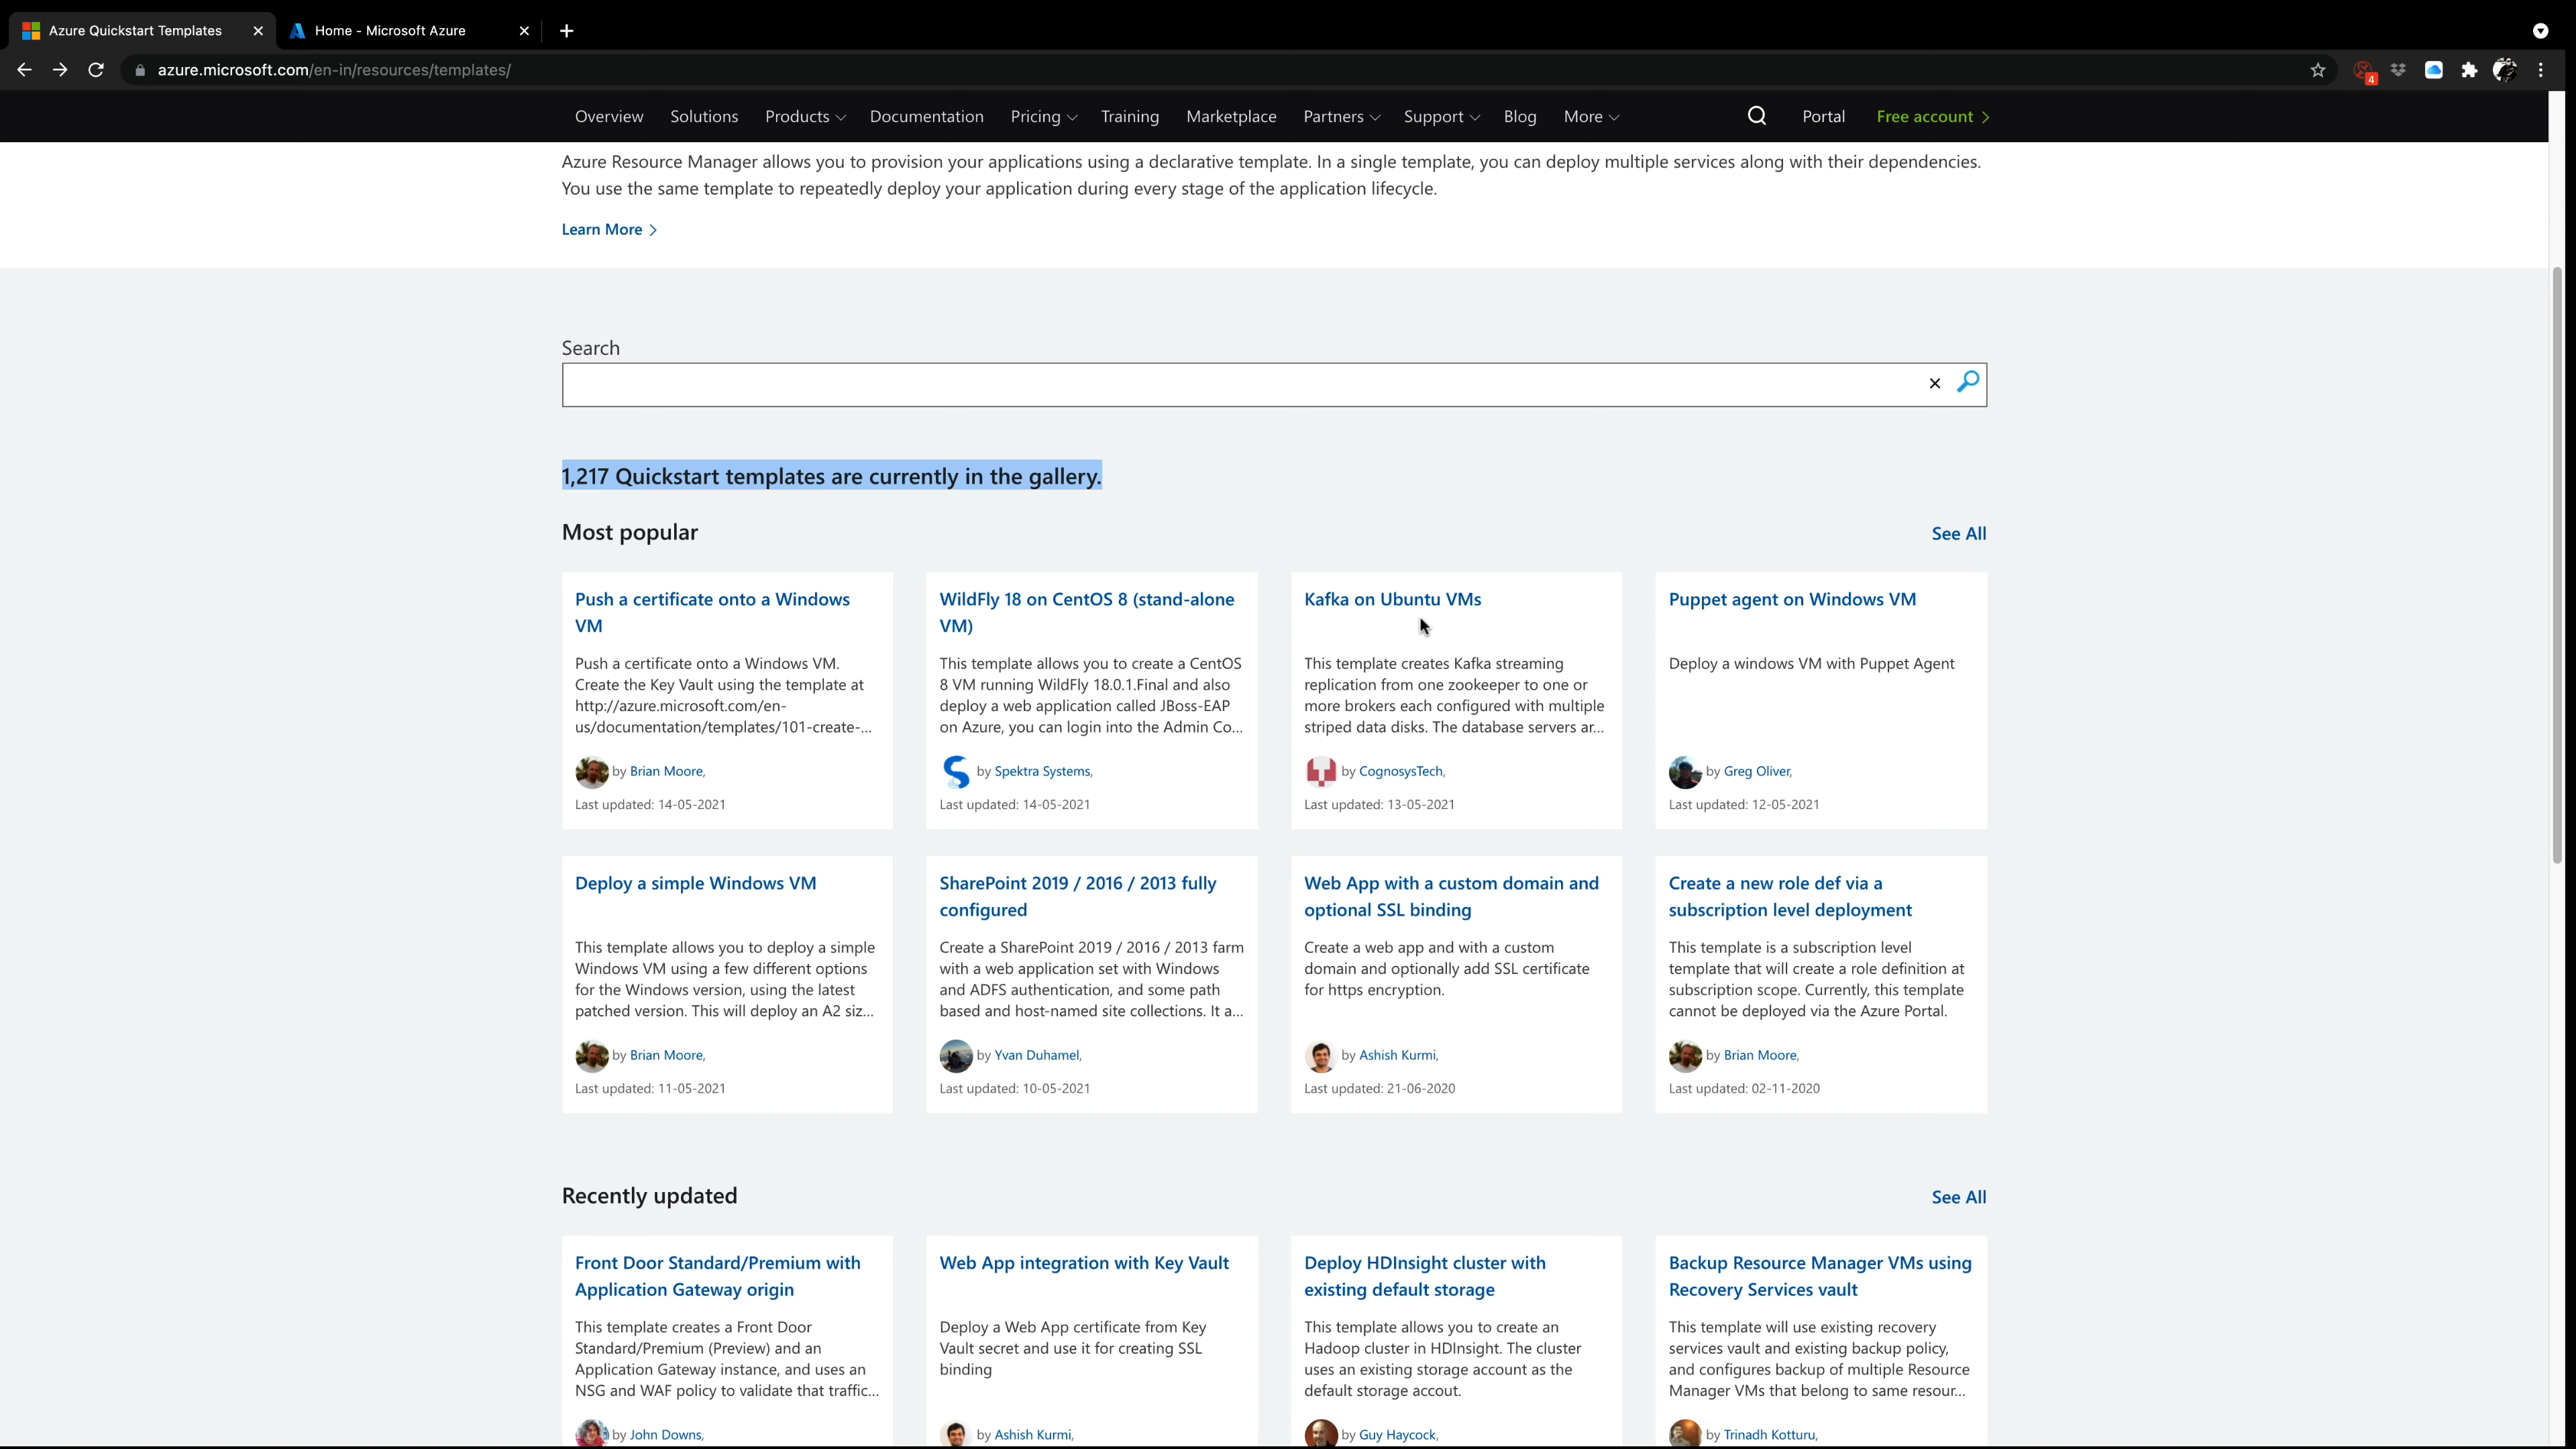 Azure Quickstart Templates
Home - Microsoft Azure
azure.microsoft.com/en-in/resources/templates/
4
Overview Solutions Products Documentation Pricing Training Marketplace Partners Support Blog More Portal Free account
Azure Resource Manager allows you to provision your applications using a declarative template. In a single template, you can deploy multiple services along with their dependencies.
You use the same template to repeatedly deploy your application during every stage of the application lifecycle.
Learn More
Search
1,217 Quickstart templates are currently in the gallery.
Most popular
See All
Push a certificate onto a Windows
VM
Push a certificate onto a Windows VM.
Create the Key Vault using the template at
http://azure.microsoft.com/en-
us/documentation/templates/101-create-...
by Brian Moore,
Last updated: 14-05-2021
WildFly 18 on CentOS 8 (stand-alone
VM)
This template allows you to create a CentOS
8 VM running WildFly 18.0.1.Final and also
deploy a web application called JBoss-EAP
on Azure, you can login into the Admin Co...
by Spektra Systems,
Last updated: 14-05-2021
Kafka on Ubuntu VMs
This template creates Kafka streaming
replication from one zookeeper to one or
more brokers each configured with multiple
striped data disks. The database servers ar...
by CognosysTech,
Last updated: 13-05-2021
Puppet agent on Windows VM
Deploy a windows VM with Puppet Agent
by Greg Oliver,
Last updated: 12-05-2021
Deploy a simple Windows VM
This template allows you to deploy a simple
Windows VM using a few different options
for the Windows version, using the latest
patched version. This will deploy an A2 siz...
by Brian Moore,
Last updated: 11-05-2021
SharePoint 2019 / 2016 / 2013 fully
configured
Create a SharePoint 2019 / 2016 / 2013 farm
with a web application set with Windows
and ADFS authentication, and some path
based and host-named site collections. It a...
by Yvan Duhamel,
Last updated: 10-05-2021
Web App with a custom domain and
optional SSL binding
Create a web app and with a custom
domain and optionally add SSL certificate
for https encryption.
by Ashish Kurmi,
Last updated: 21-06-2020
Create a new role def via a
subscription level deployment
This template is a subscription level
template that will create a role definition at
subscription scope. Currently, this template
cannot be deployed via the Azure Portal.
by Brian Moore,
Last updated: 02-11-2020
Recently updated
See All
Front Door Standard/Premium with
Application Gateway origin
This template creates a Front Door
Standard/Premium (Preview) and an
Application Gateway instance, and uses an
NSG and WAF policy to validate that traffic...
by John Downs,
Web App integration with Key Vault
Deploy a Web App certificate from Key
Vault secret and use it for creating SSL
binding
by Ashish Kurmi,
Deploy HDInsight cluster with
existing default storage
This template allows you to create an
Hadoop cluster in HDInsight. The cluster
uses an existing storage account as the
default storage accout.
by Guy Haycock,
Backup Resource Manager VMs using
Recovery Services vault
This template will use existing recovery
services vault and existing backup policy,
and configures backup of multiple Resource
Manager VMs that belong to same resour...
by Trinadh Kotturu,